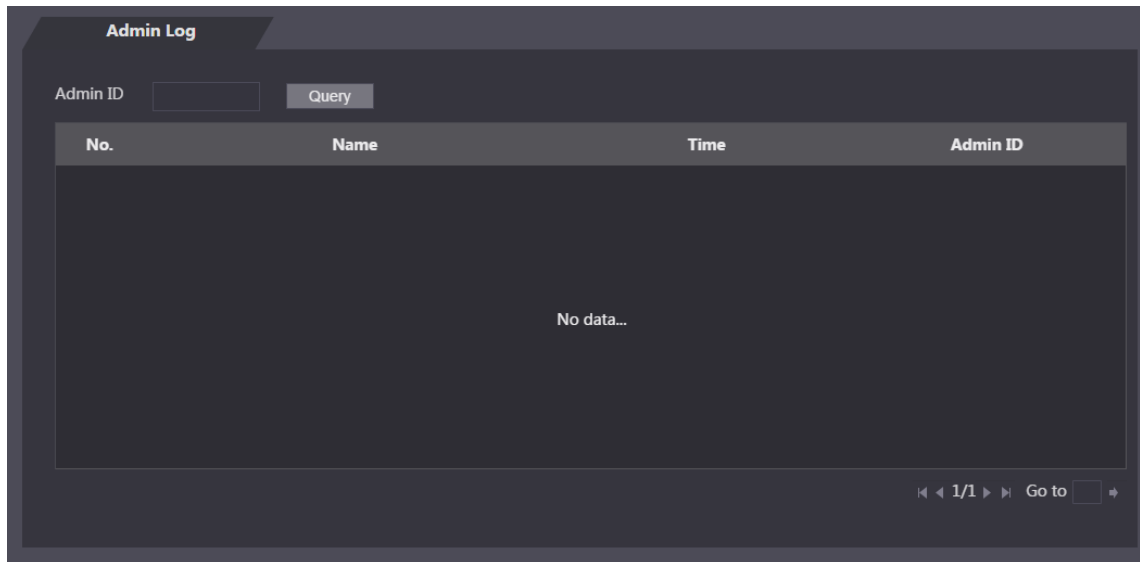 Admin Log
Admin ID Query
No. Name Time Admin ID
No data...
1/1 Go to